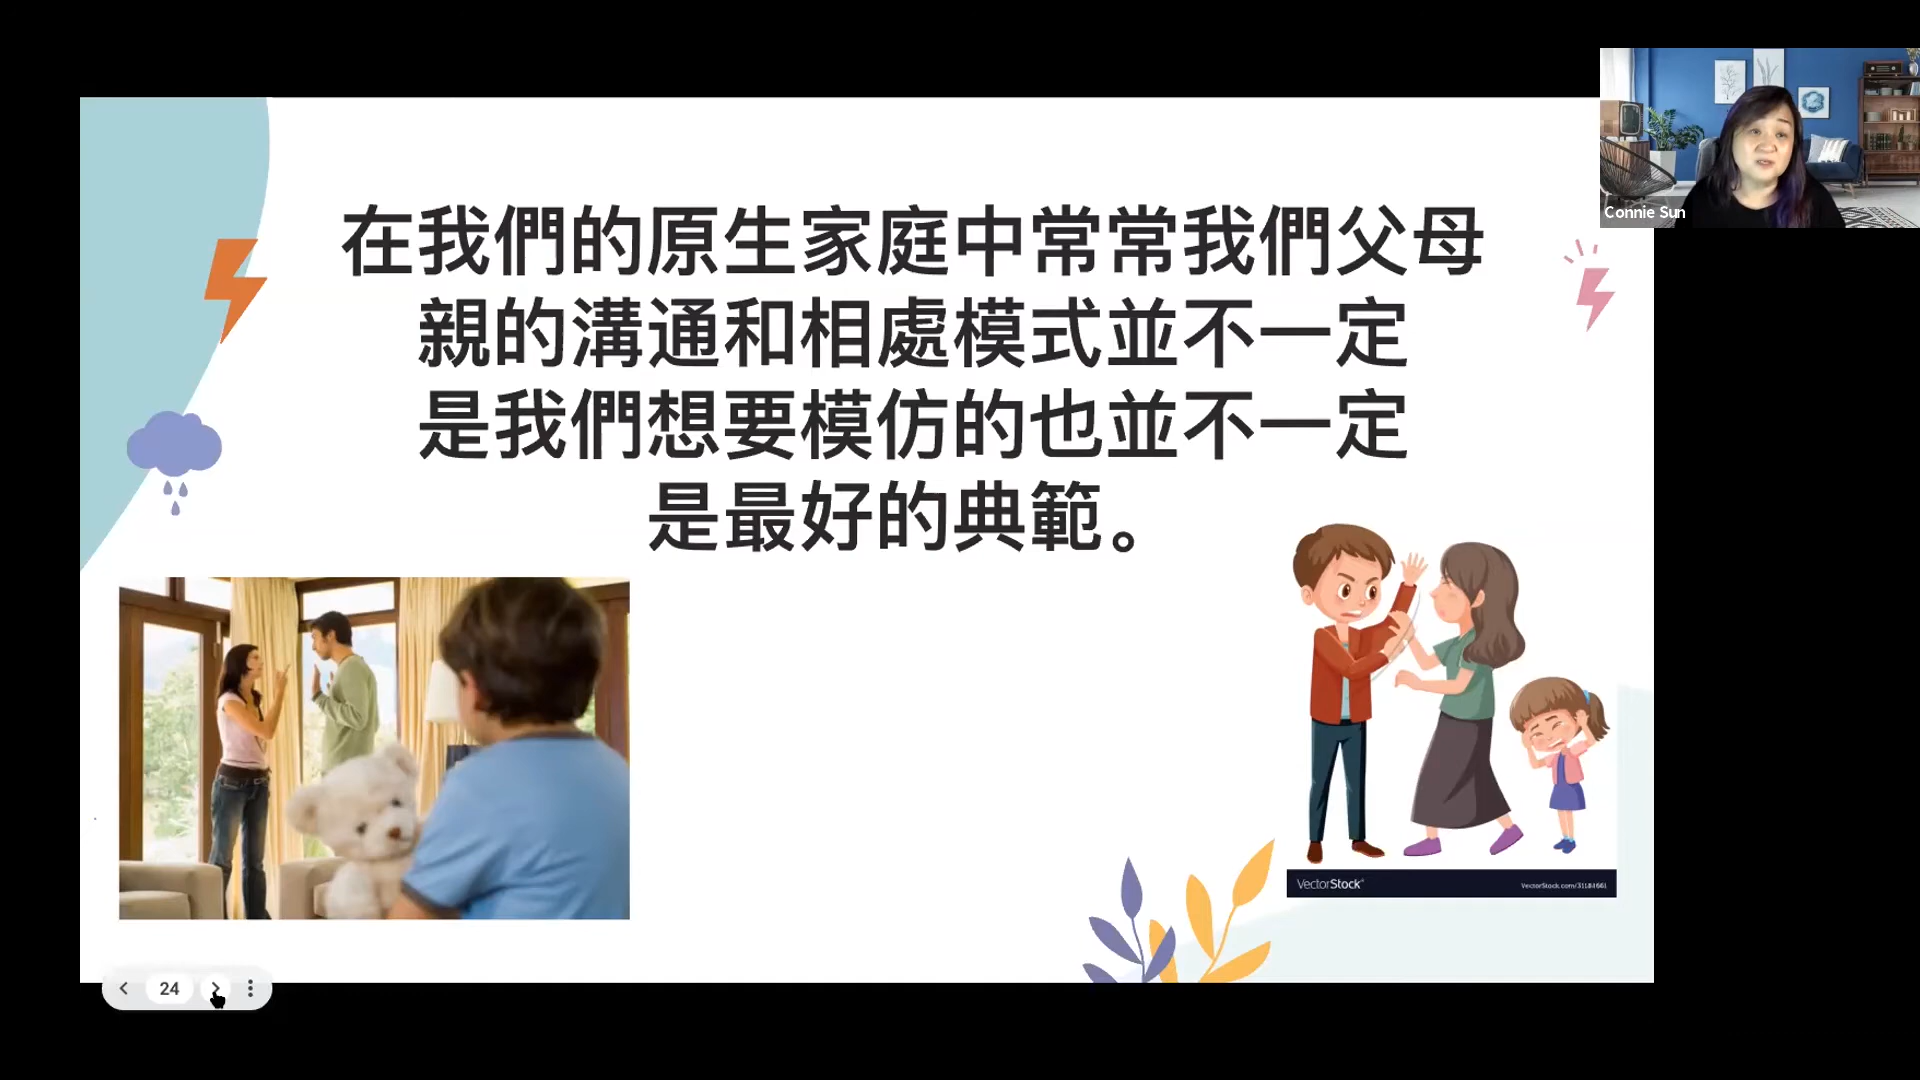 Connie Sun
在我們的原生家庭中常常我們父母
親的溝通和相處模式並不一定
是我們想要模仿的也並不一定
是最好的典範。
VectorStock®
24